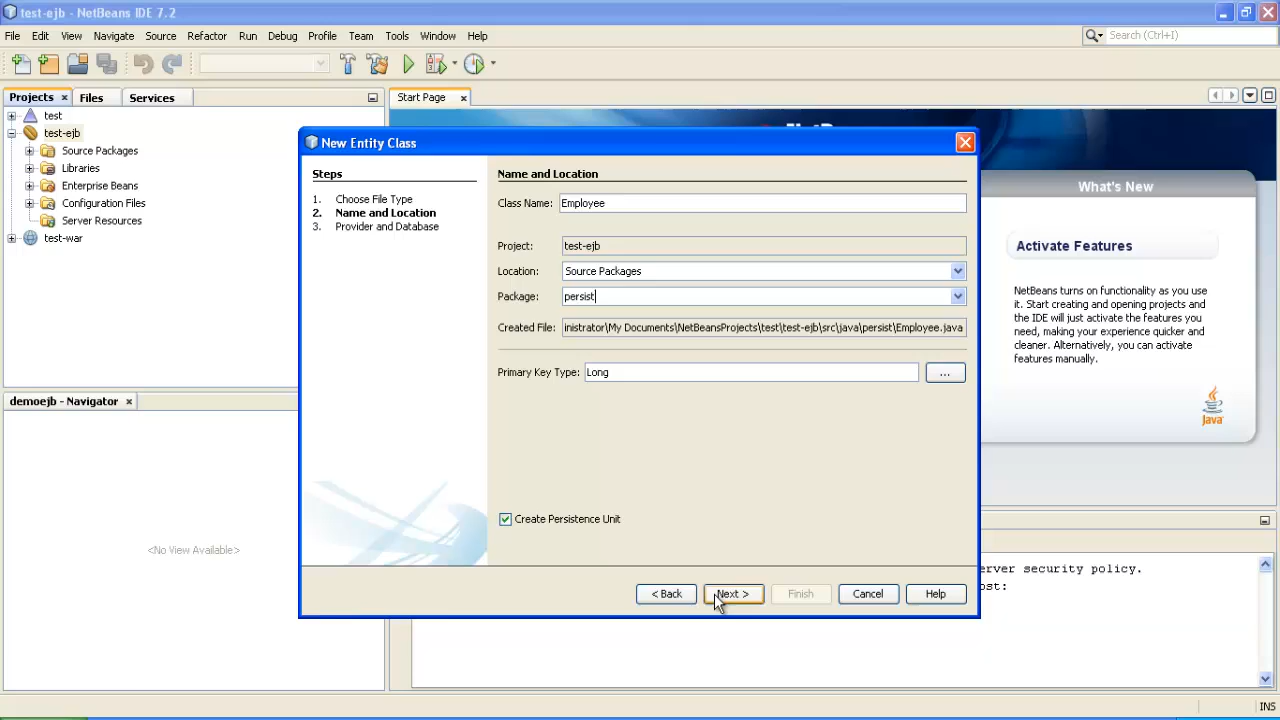 test-ejb - NetBeans IDE 7.2
File Edit View Navigate Source Refactor Run Debug Profile Team Tools Window Help
Search (Ctrl+I)
Projects Files Services
Start Page
test
test-ejb
Source Packages
Libraries
Enterprise Beans
Configuration Files
Server Resources
test-war
demoejb - Navigator
<No View Available>
New Entity Class
Steps
1. Choose File Type
2. Name and Location
3. Provider and Database
Name and Location
Class Name: Employee
Project: test-ejb
Location: Source Packages
Package: persist
Created File: inistrator\My Documents\NetBeansProjects\test\test-ejb\src\java\persist\Employee.java
Primary Key Type: Long
...
Create Persistence Unit
< Back Next > Finish Cancel Help
What's New
Activate Features
NetBeans turns on functionality as you
use it. Start creating and opening projects and
the IDE will just activate the features you
need, making your experience quicker and
cleaner. Alternatively, you can activate
features manually.
Java
erver security policy.
ost:
INS